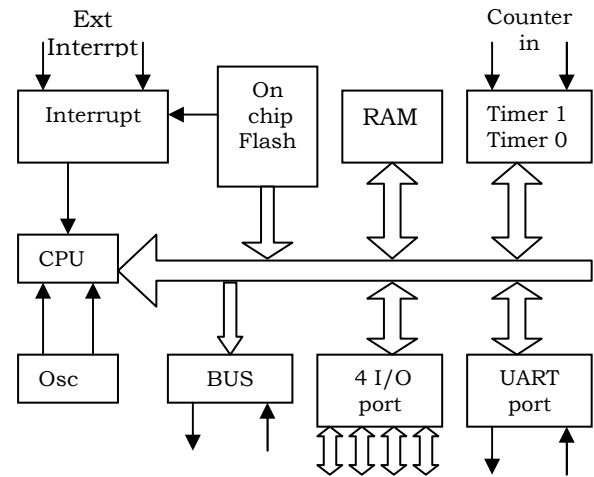 Ext
Interrpt
Counter
in
Interrupt
On
chip
Flash
RAM
Timer 1
Timer 0
CPU
Osc
BUS
4 I/O
port
UART
port